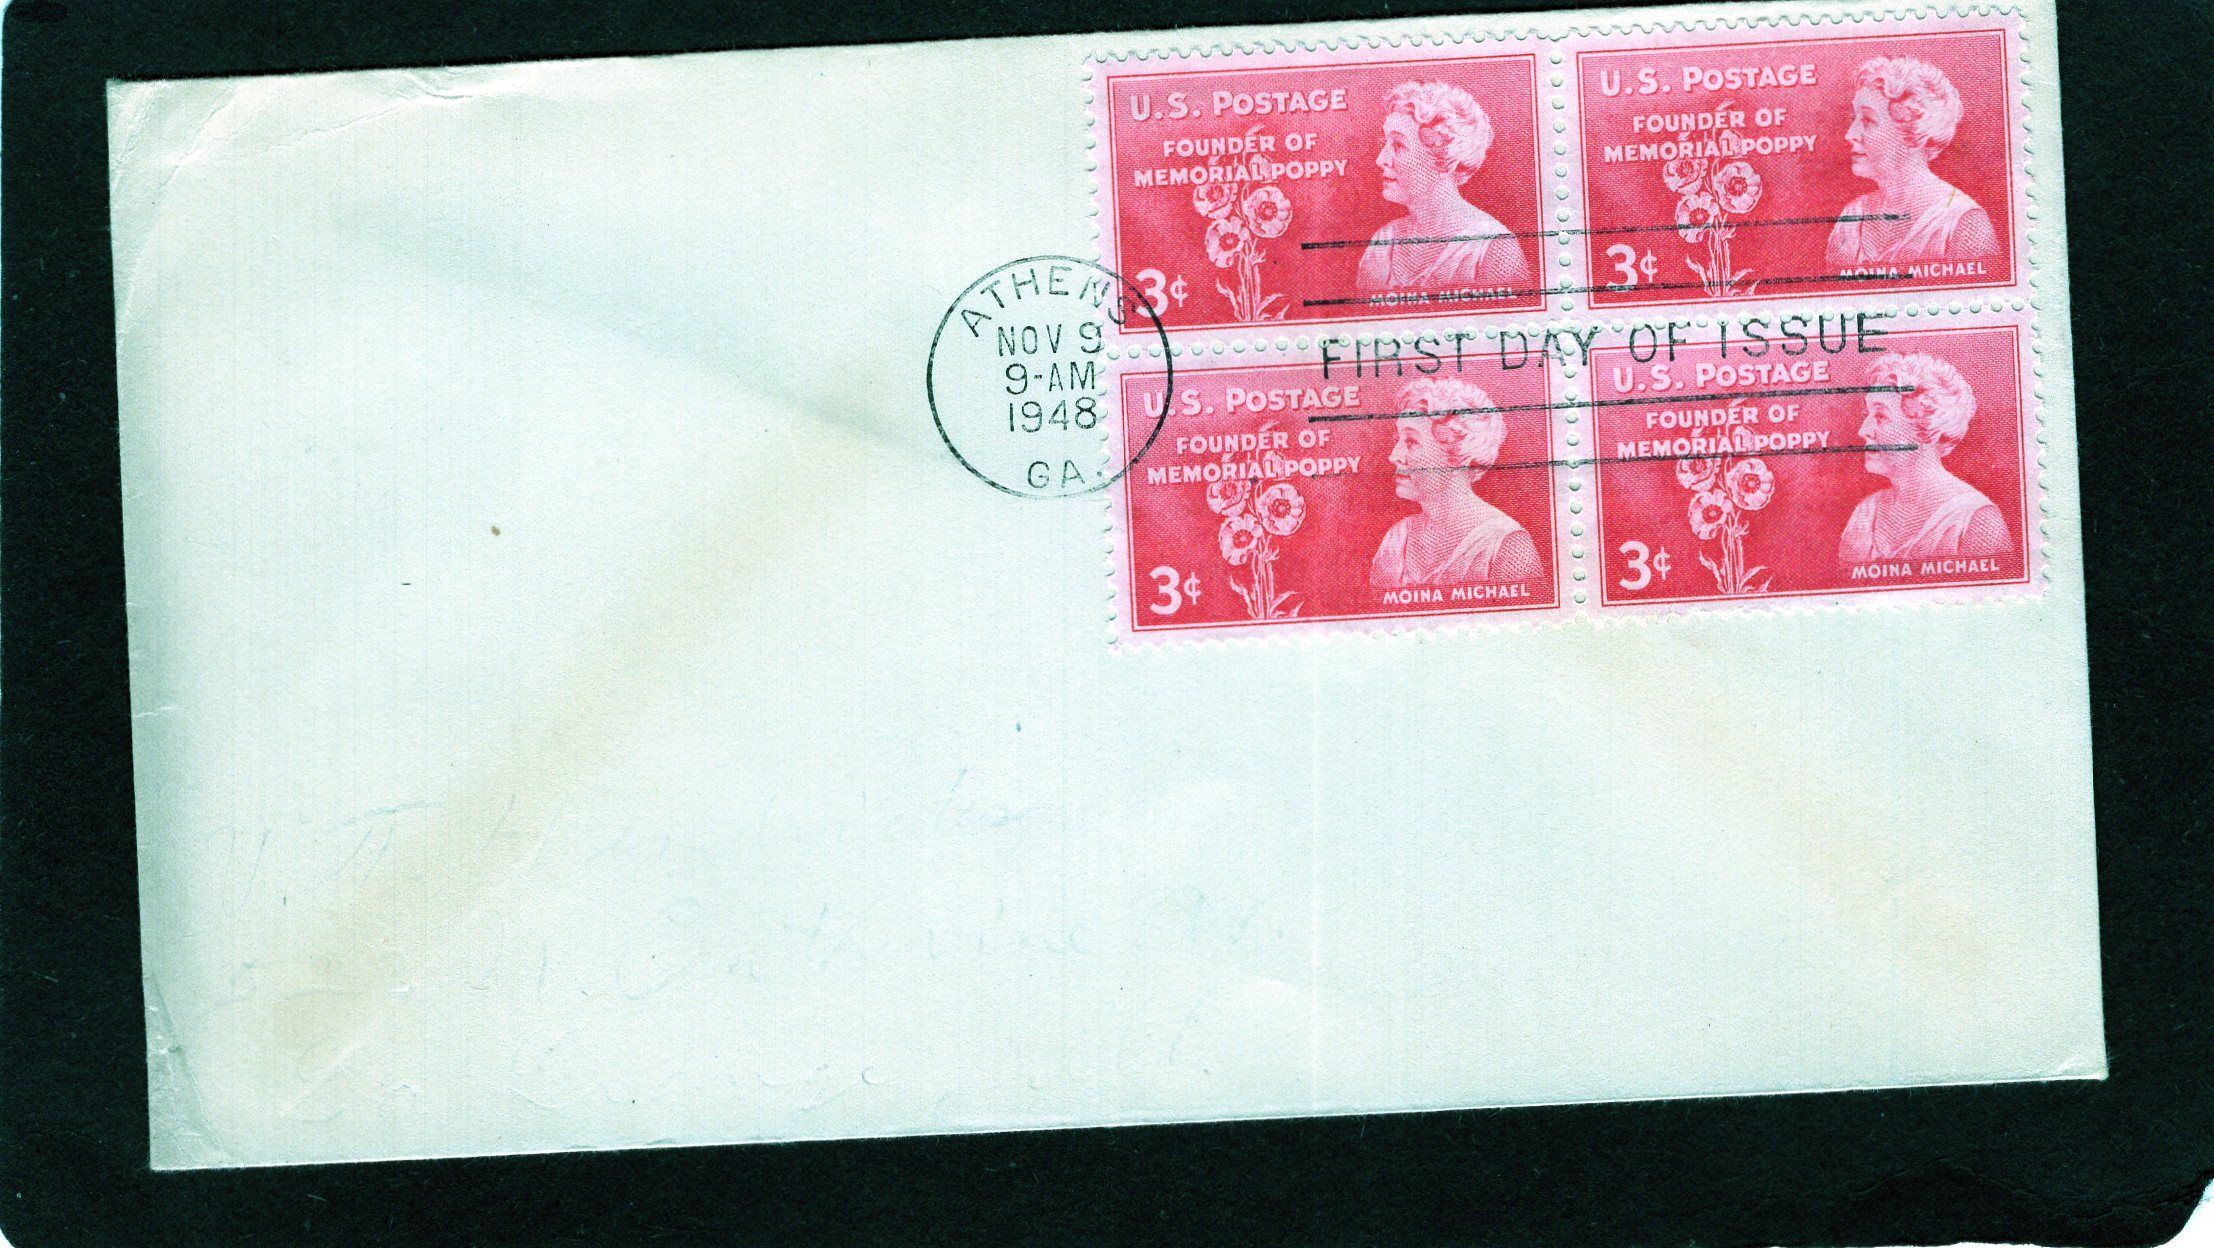 U.S. POSTAGE
FOUNDER OF
MEMORIAL POPPY
3¢
MOINA MICHAEL
U.S. POSTAGE
FOUNDER OF
MEMORIAL POPPY
3¢
MOINA MICHAEL
ATHENS
NOV 9
9-AM
1948
GA.
FIRST DAY OF ISSUE
U.S. POSTAGE
FOUNDER OF
MEMORIAL POPPY
3¢
MOINA MICHAEL
U.S. POSTAGE
FOUNDER OF
MEMORIAL POPPY
3¢
MOINA MICHAEL